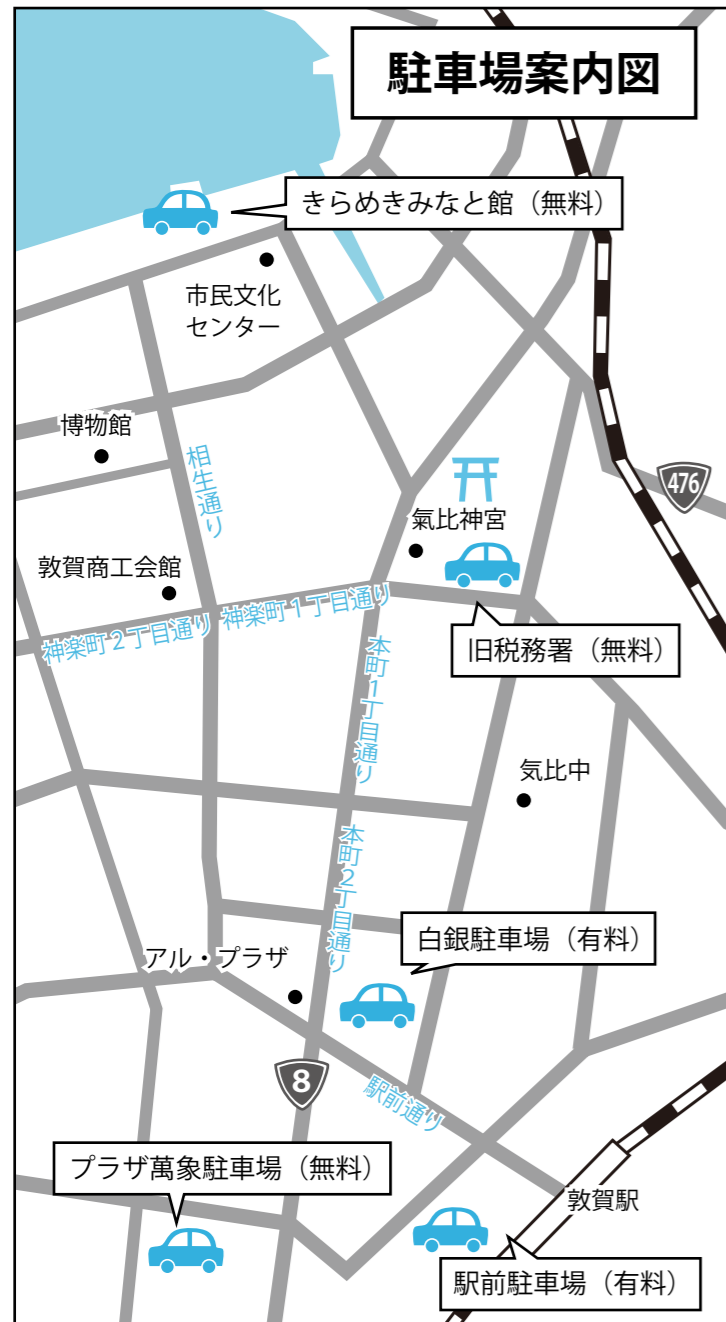 駐車場案内図
きらめきみなと館（無料）
市民文化
センター
博物館
相生通り
476
氣比神宮
敦賀商工会館
神楽町２丁目通り
神楽町１丁目通り
旧税務署（無料）
本町1丁目通り
気比中
本町2丁目通り
白銀駐車場（有料）
アル・プラザ
8
駅前通り
プラザ萬象駐車場（無料）
敦賀駅
駅前駐車場（有料）